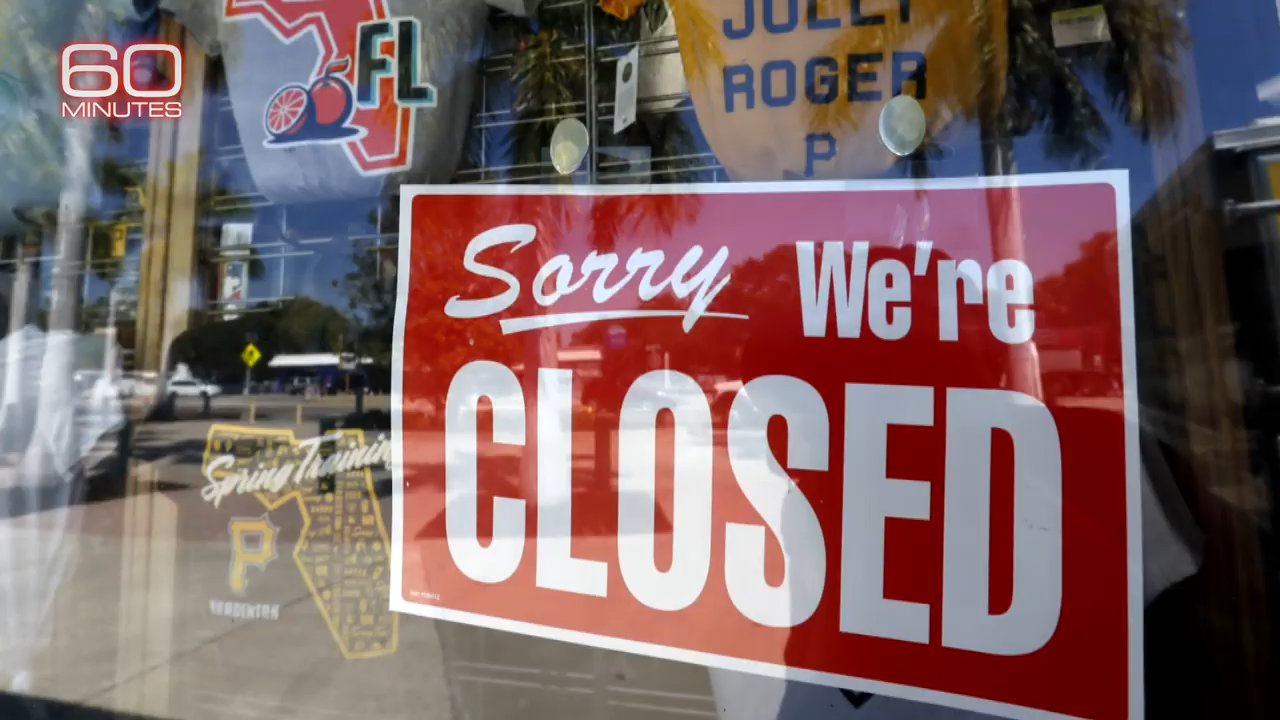 60
MINUTES
FL
JOLLY
ROGER
P
Sorry We're
CLOSED
Spring Training
P
BRADENTON